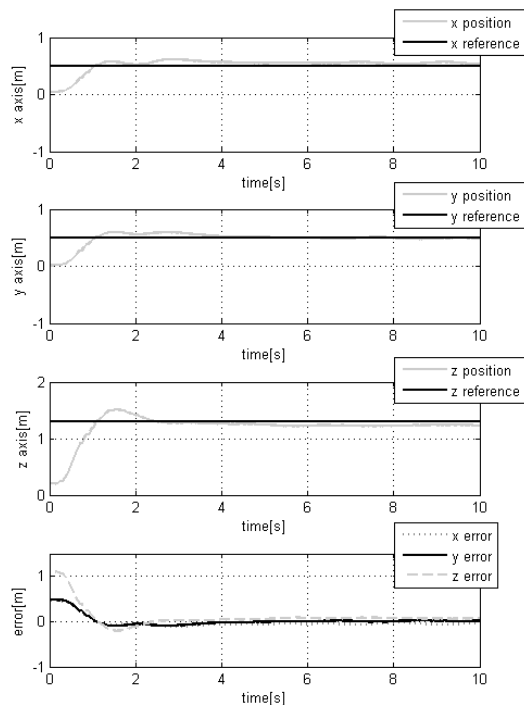 x position
x reference
1
0
-1
x axis[m]
0 2 4 6 8 10
time[s]
y position
y reference
1
0
-1
y axis[m]
0 2 4 6 8 10
time[s]
z position
z reference
2
1
0
z axis[m]
0 2 4 6 8 10
time[s]
x error
y error
z error
1
0
-1
error[m]
0 2 4 6 8 10
time[s]